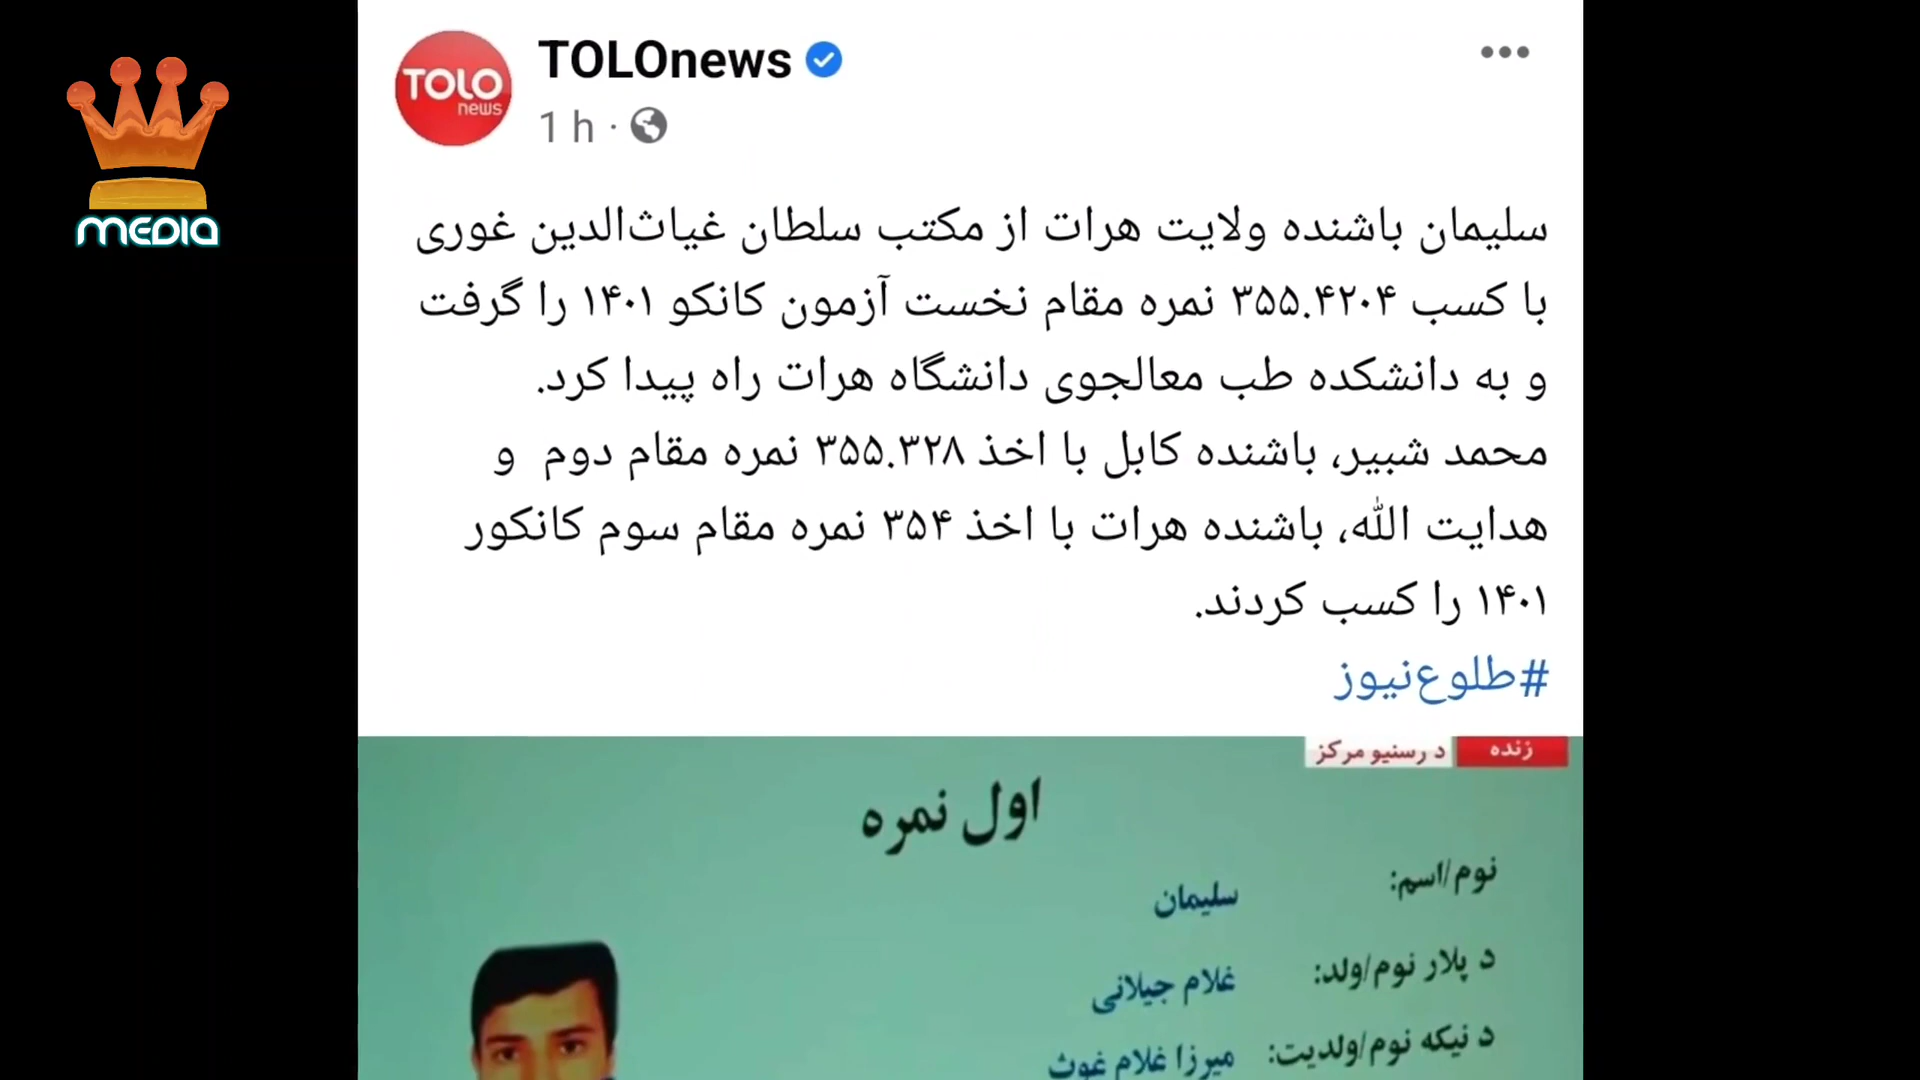 MEDIA
TOLO
news
TOLOnews
1 h ·
سلیمان باشنده ولایت هرات از مکتب سلطان غیاث‌الدین غوری
با کسب ۳۵۵.۴۲۰۴ نمره مقام نخست آزمون کانکو ۱۴۰۱ را گرفت
و به دانشکده طب معالجوی دانشگاه هرات راه پیدا کرد.
محمد شبیر، باشنده کابل با اخذ ۳۵۵.۳۲۸ نمره مقام دوم و
هدایت الله، باشنده هرات با اخذ ۳۵۴ نمره مقام سوم کانکور
۱۴۰۱ را کسب کردند.
#طلوع‌نیوز
زنده
د رسنیو مرکز
اول نمره
نوم/اسم: سلیمان
د پلار نوم/ولد: غلام جیلانی
د نیکه نوم/ولدیت: میرزا غلام غوث